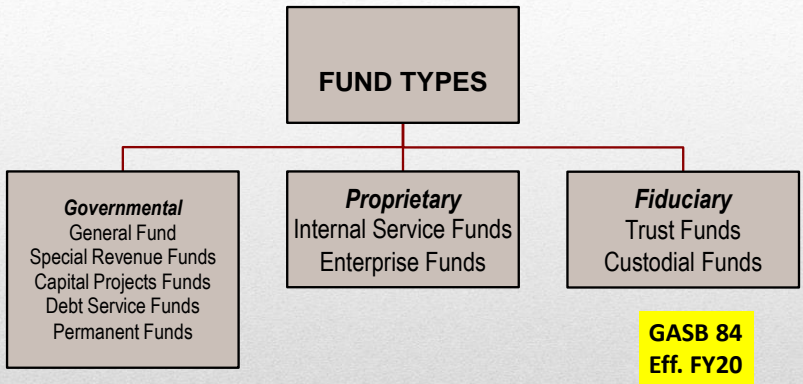 FUND TYPES
Governmental
General Fund
Special Revenue Funds
Capital Projects Funds
Debt Service Funds
Permanent Funds
Proprietary
Internal Service Funds
Enterprise Funds
Fiduciary
Trust Funds
Custodial Funds
GASB 84
Eff. FY20